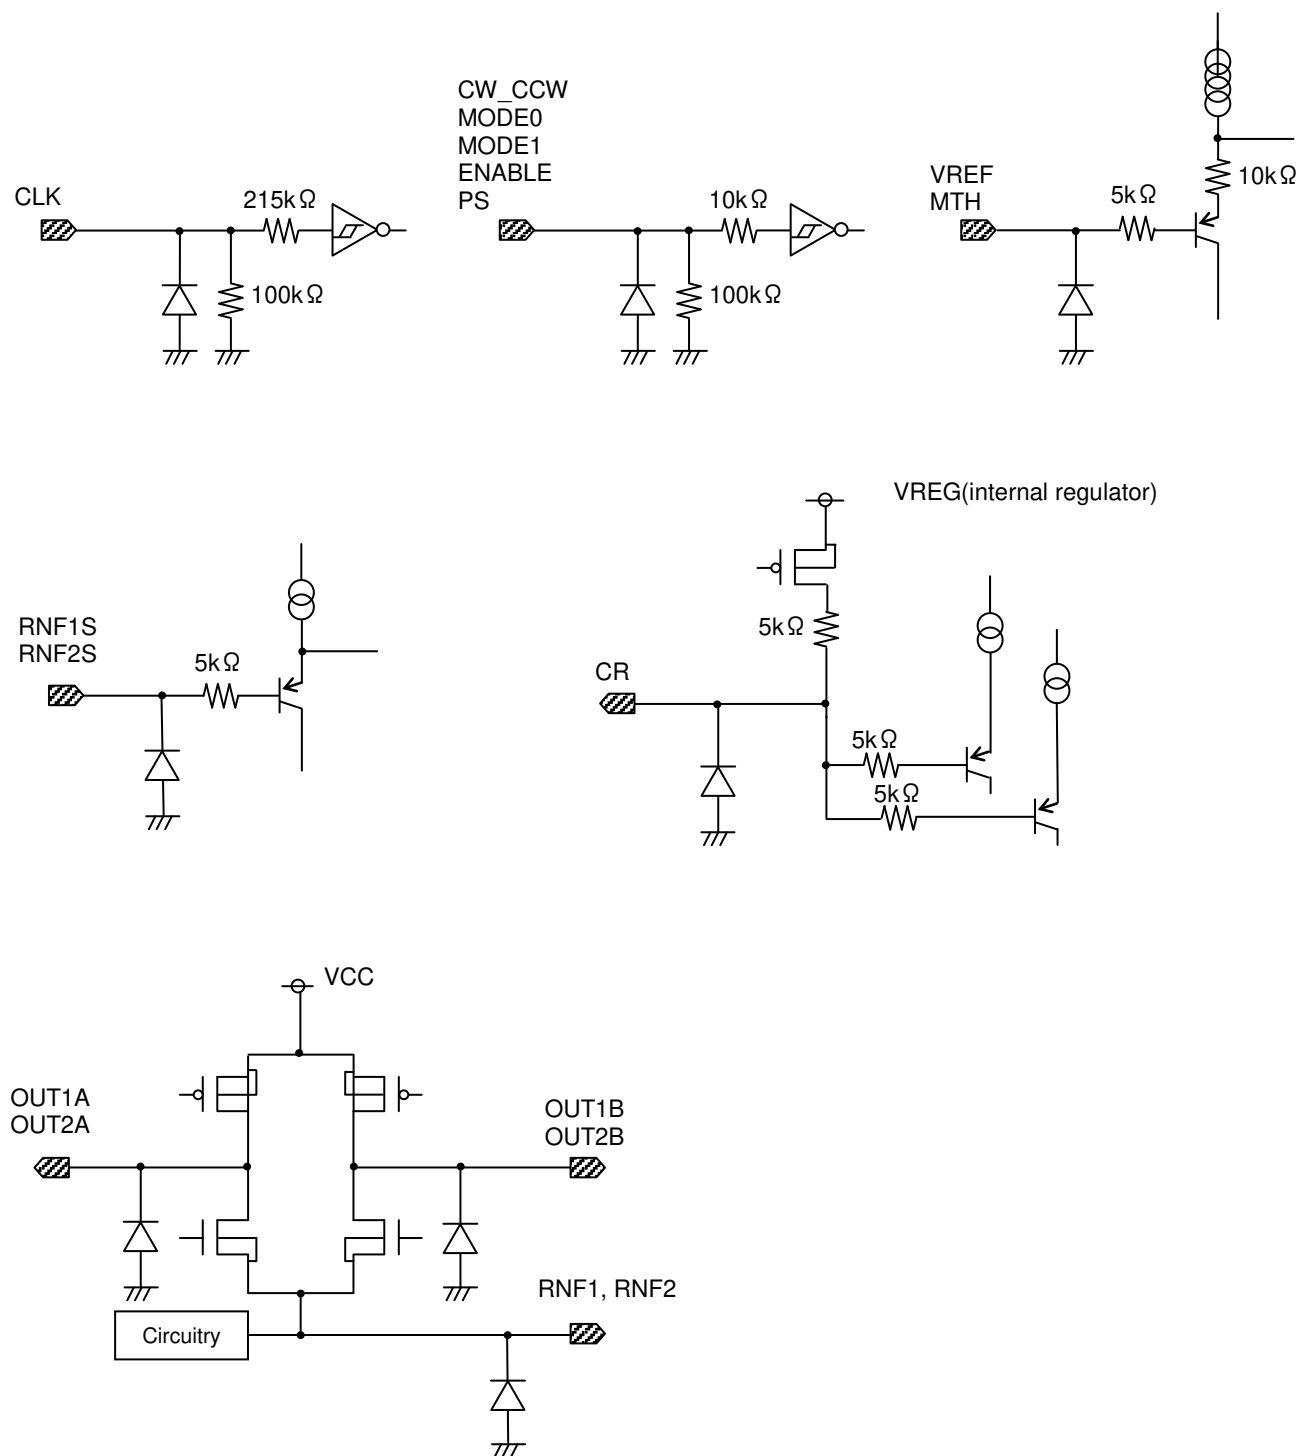 CLK
215kΩ
100kΩ
CW_CCW
MODE0
MODE1
ENABLE
PS
10kΩ
100kΩ
VREF
MTH
5kΩ
10kΩ
RNF1S
RNF2S
5kΩ
VREG(internal regulator)
5kΩ
CR
5kΩ
5kΩ
VCC
OUT1A
OUT2A
OUT1B
OUT2B
RNF1, RNF2
Circuitry